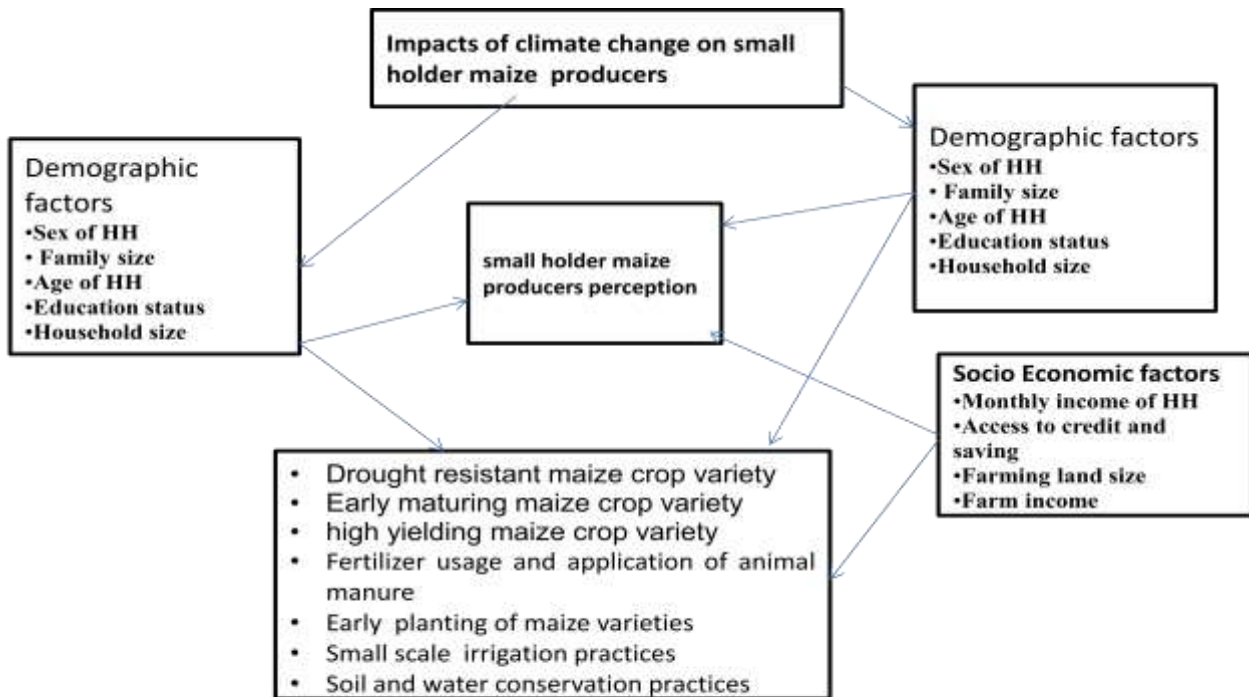 Impacts of climate change on small
holder maize producers
Demographic
factors
•Sex of HH
• Family size
•Age of HH
•Education status
•Household size
small holder maize
producers perception
Demographic factors
•Sex of HH
• Family size
•Age of HH
•Education status
•Household size
Socio Economic factors
•Monthly income of HH
•Access to credit and
saving
•Farming land size
•Farm income
• Drought resistant maize crop variety
• Early maturing maize crop variety
• high yielding maize crop variety
• Fertilizer usage and application of animal
manure
• Early planting of maize varieties
• Small scale irrigation practices
• Soil and water conservation practices